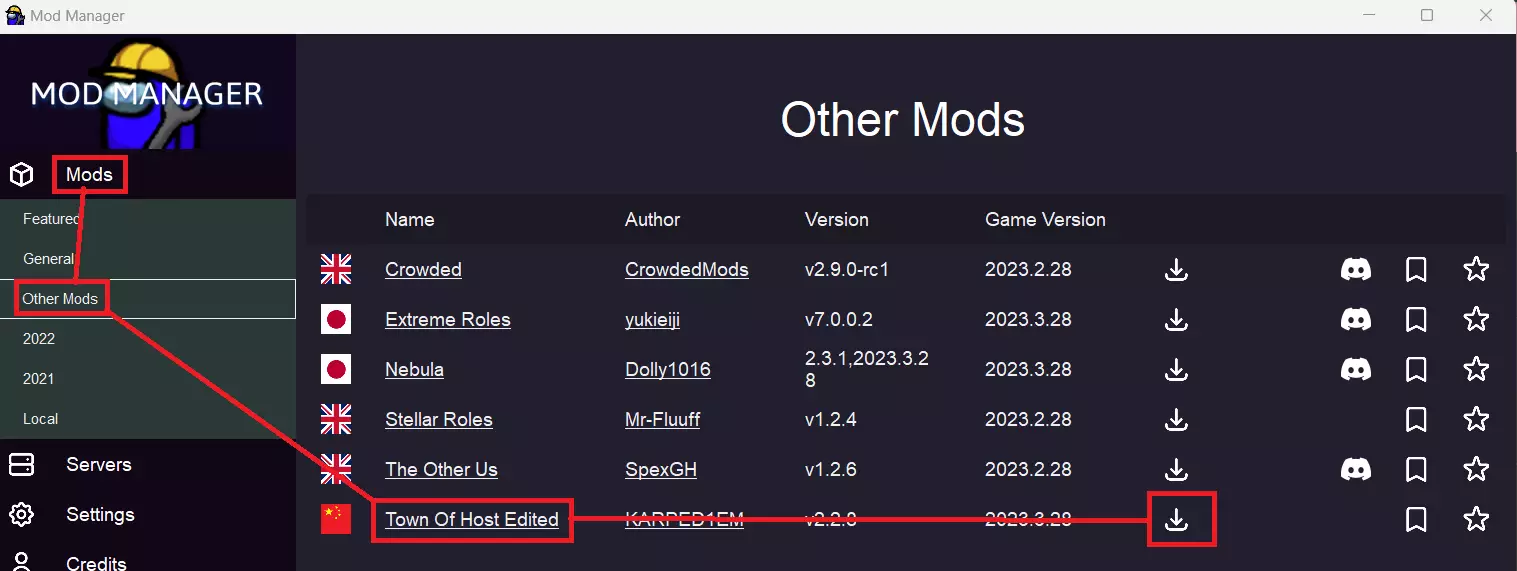 Mod Manager
MOD MANAGER
Mods
Featured
General
Other Mods
2022
2021
Local
Servers
Settings
Credits
Other Mods
Name Author Version Game Version
Crowded CrowdedMods v2.9.0-rc1 2023.2.28
Extreme Roles yukieiji v7.0.0.2 2023.3.28
Nebula Dolly1016 2.3.1,2023.3.2
8 2023.3.28
Stellar Roles Mr-Fluuff v1.2.4 2023.2.28
The Other Us SpexGH v1.2.6 2023.2.28
Town Of Host Edited KARPED1EM 2023.3.28